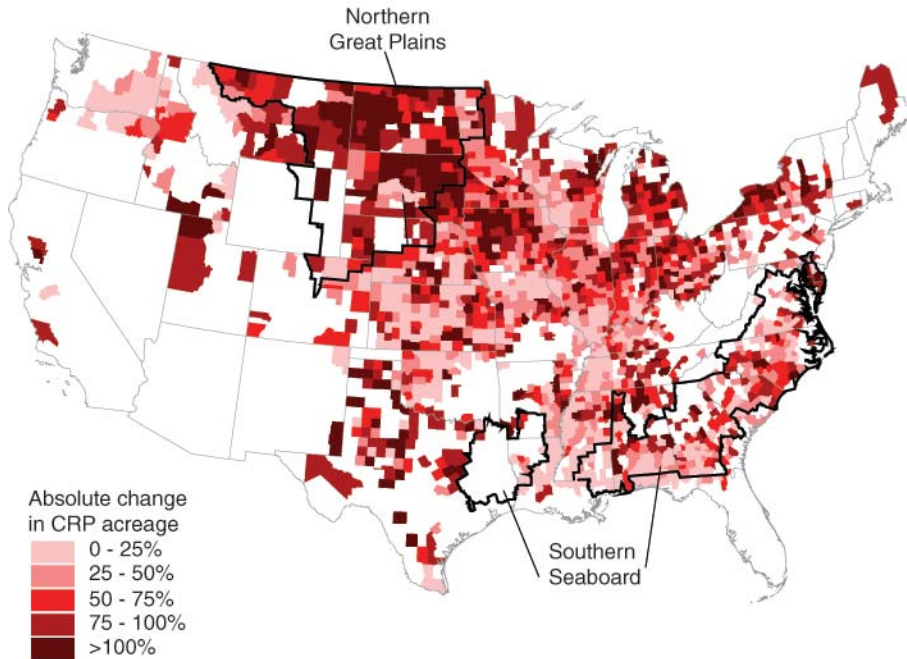 Northern
Great Plains
Absolute change
in CRP acreage
0 - 25%
25 - 50%
50 - 75%
75 - 100%
>100%
Southern
Seaboard